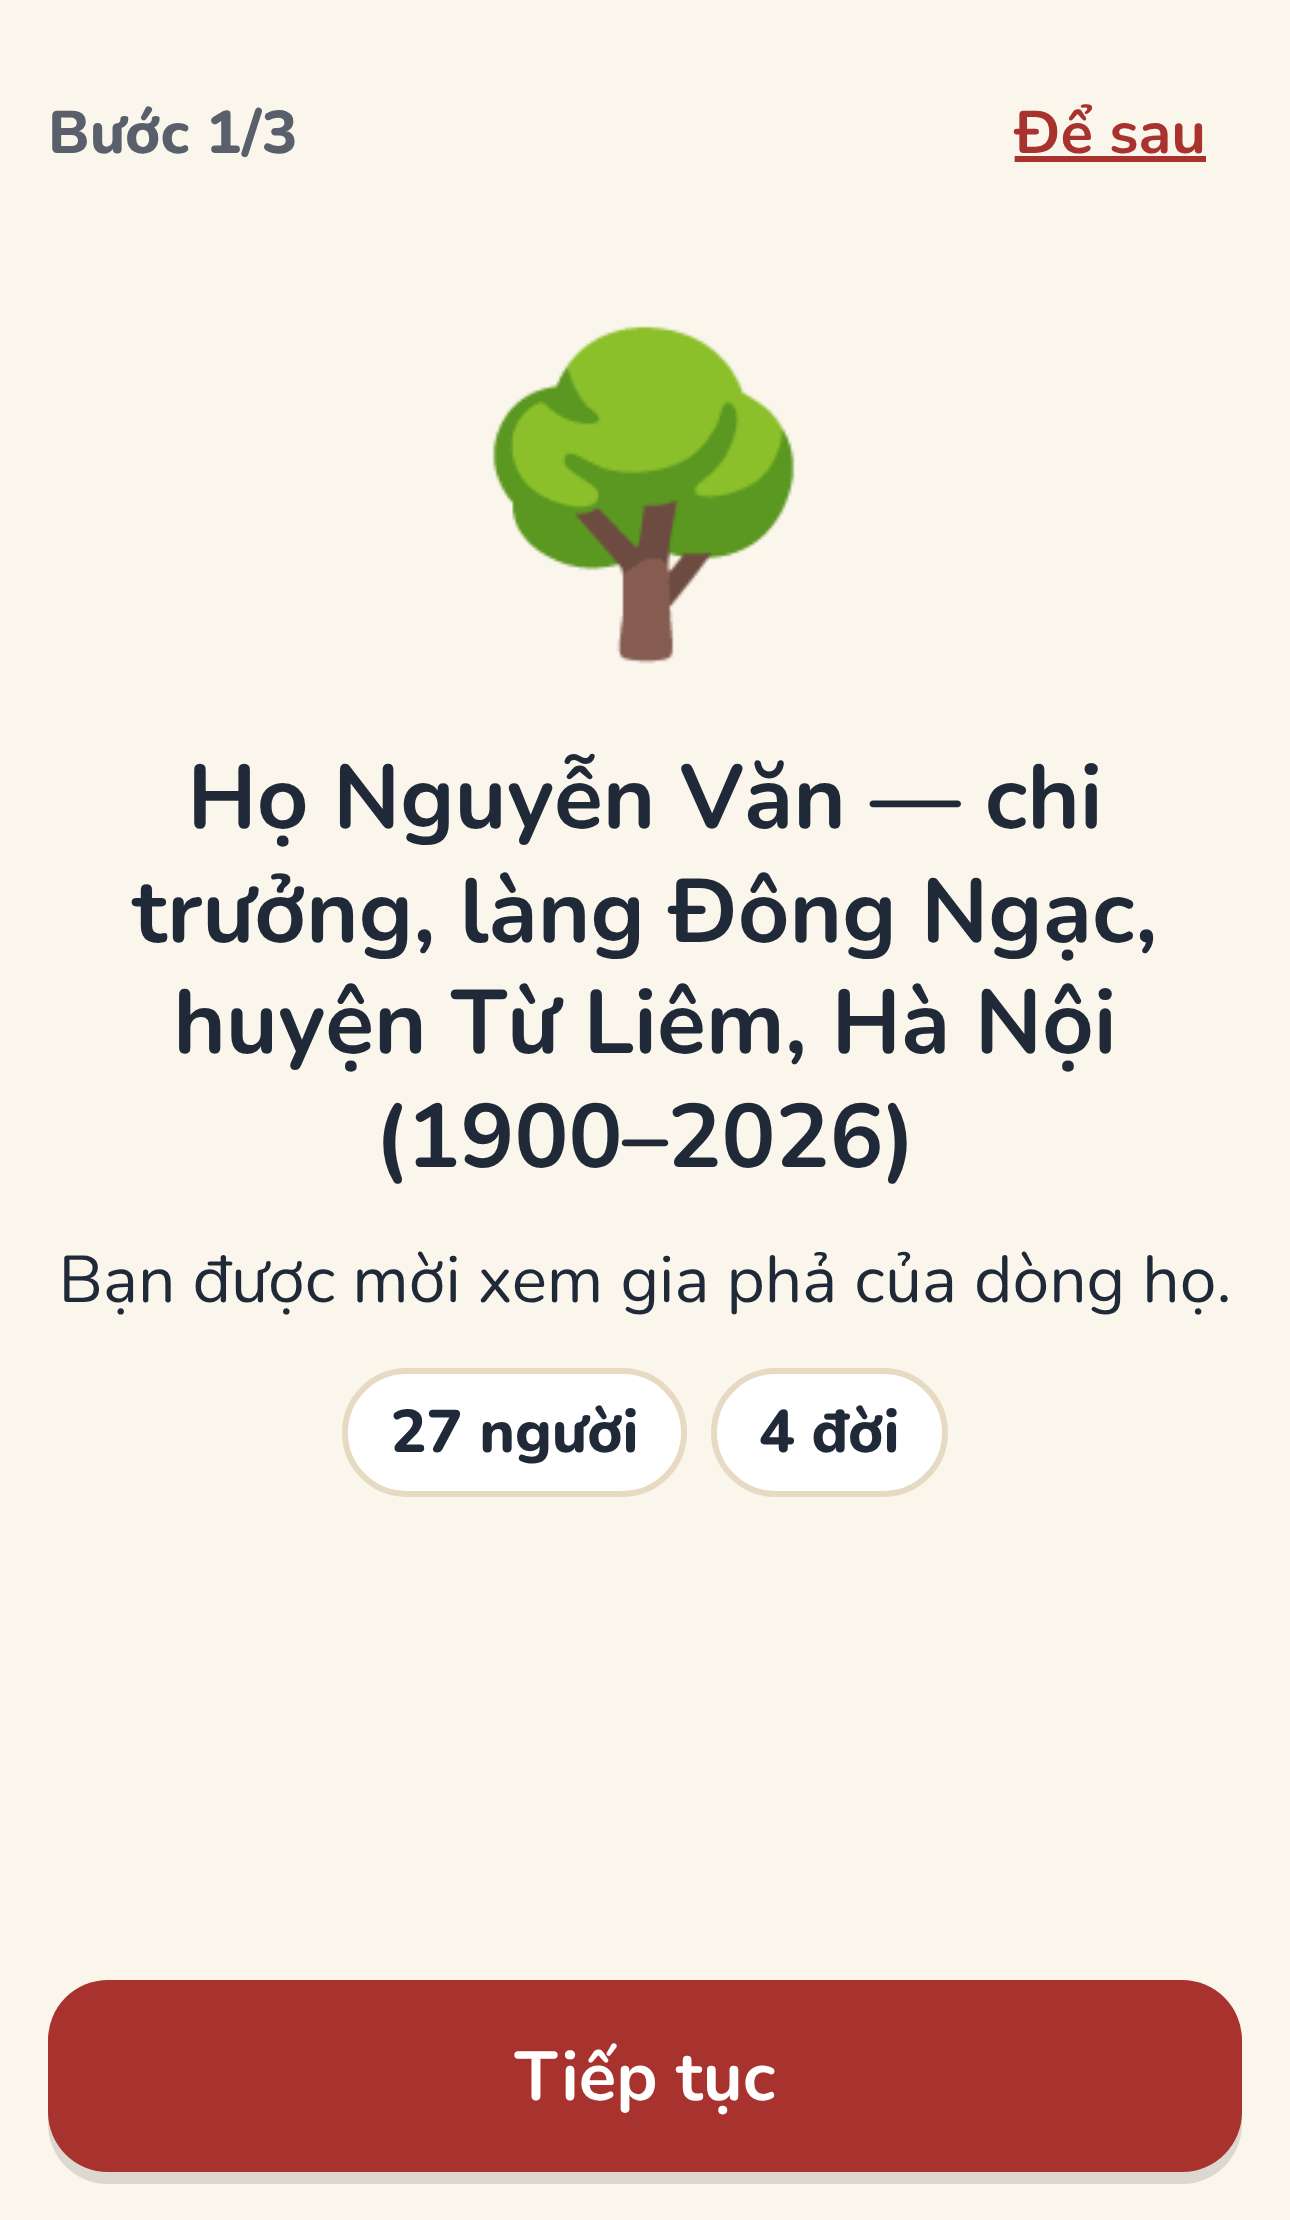 Bước 1/3
Để sau
Họ Nguyễn Văn — chi
trưởng, làng Đông Ngạc,
huyện Từ Liêm, Hà Nội
(1900–2026)
Bạn được mời xem gia phả của dòng họ.
27 người
4 đời
Tiếp tục